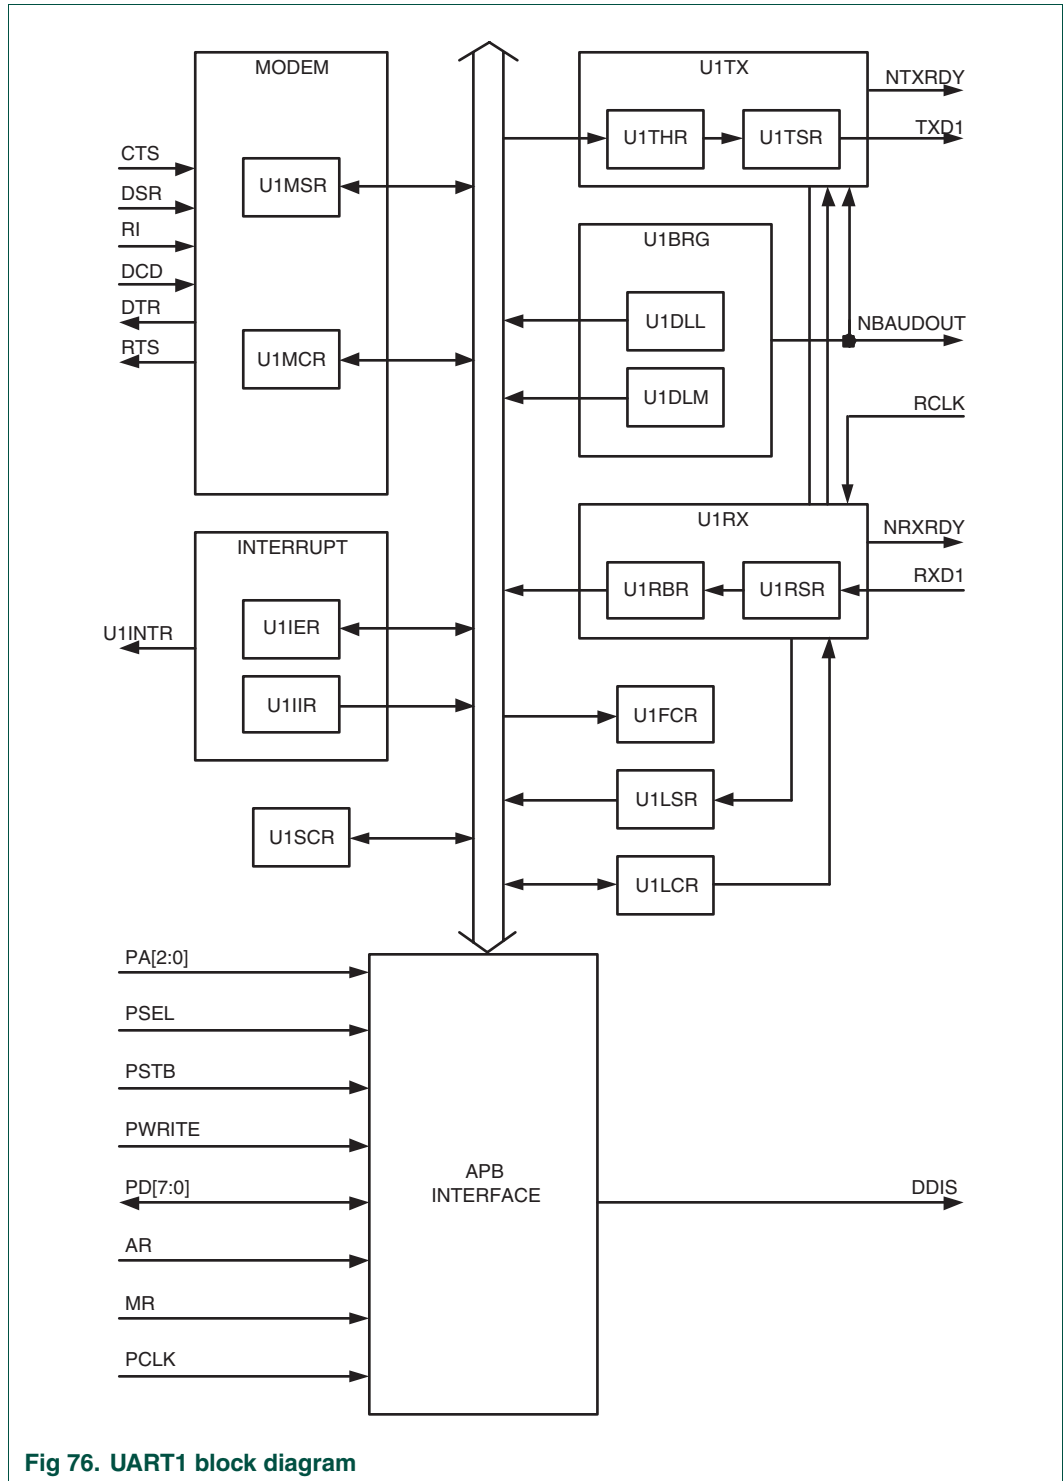 MODEM
CTS
DSR
RI
DCD
DTR
RTS
U1MSR
U1MCR
INTERRUPT
U1INTR
U1IER
U1IIR
U1SCR
U1TX
U1THR
U1TSR
NTXRDY
TXD1
U1BRG
U1DLL
U1DLM
NBAUDOUT
RCLK
U1RX
U1RBR
U1RSR
NRXRDY
RXD1
U1FCR
U1LSR
U1LCR
PA[2:0]
PSEL
PSTB
PWRITE
PD[7:0]
AR
MR
PCLK
APB
INTERFACE
DDIS
Fig 76. UART1 block diagram